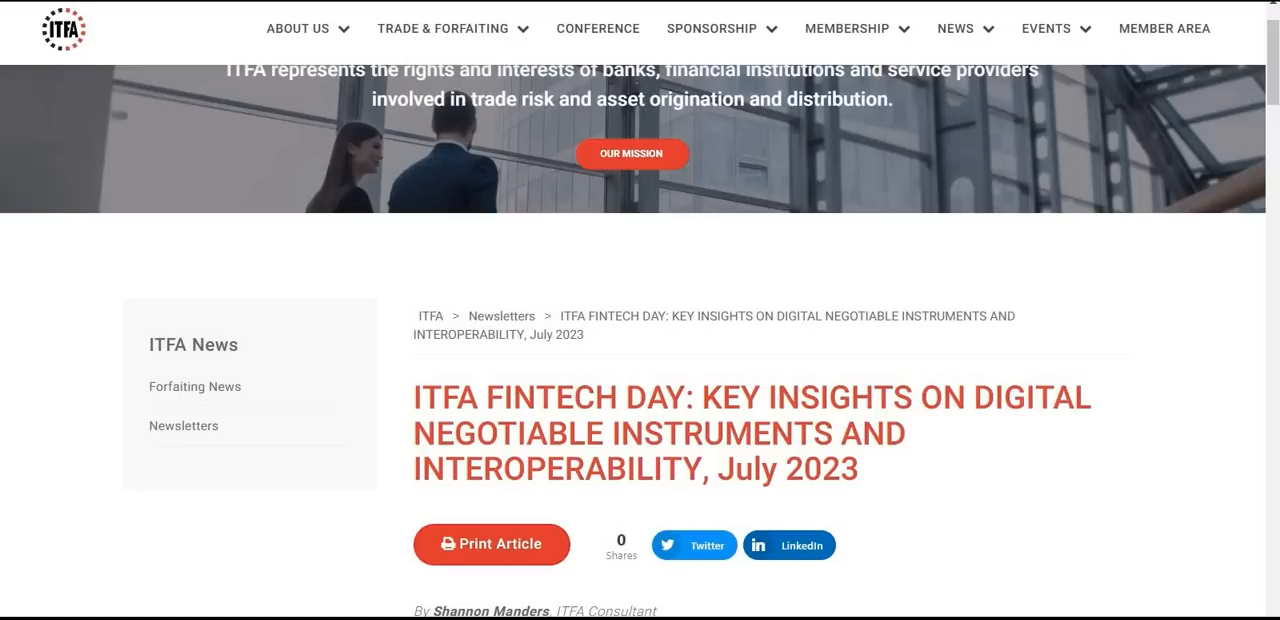 ITFA
ABOUT US
TRADE & FORFAITING
CONFERENCE
SPONSORSHIP
MEMBERSHIP
NEWS
EVENTS
MEMBER AREA
ITFA represents the rights and interests of banks, financial institutions and service providers
involved in trade risk and asset origination and distribution.
OUR MISSION
ITFA News
Forfaiting News
Newsletters
ITFA > Newsletters > ITFA FINTECH DAY: KEY INSIGHTS ON DIGITAL NEGOTIABLE INSTRUMENTS AND
INTEROPERABILITY, July 2023
ITFA FINTECH DAY: KEY INSIGHTS ON DIGITAL
NEGOTIABLE INSTRUMENTS AND
INTEROPERABILITY, July 2023
Print Article
0
Shares
Twitter
in LinkedIn
By Shannon Manders, ITFA Consultant